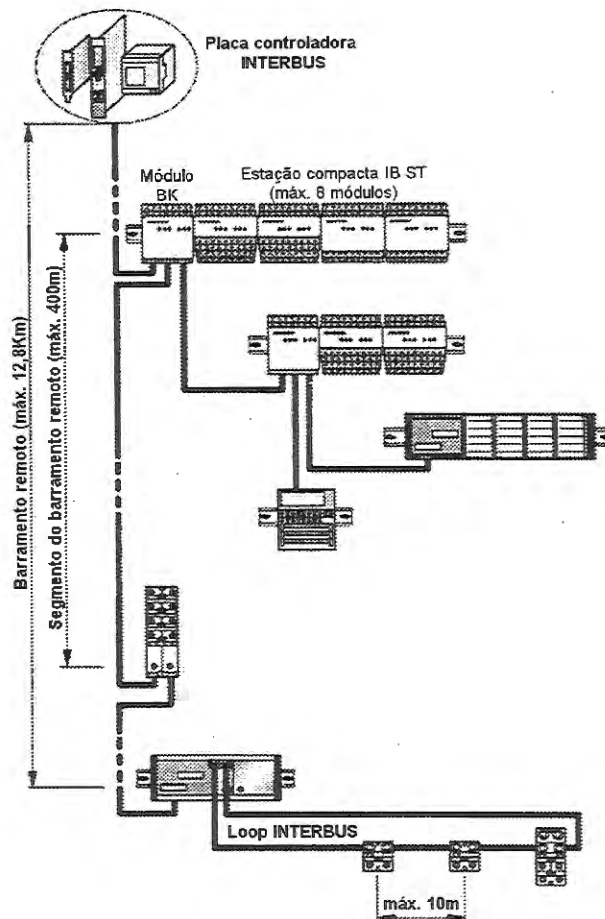 Placa controladora
INTERBUS
Módulo
BK
Estação compacta IB ST
(máx. 8 módulos)
Barramento remoto (máx. 12,8Km)
Segmento do barramento remoto (máx. 400m)
Loop INTERBUS
máx. 10m